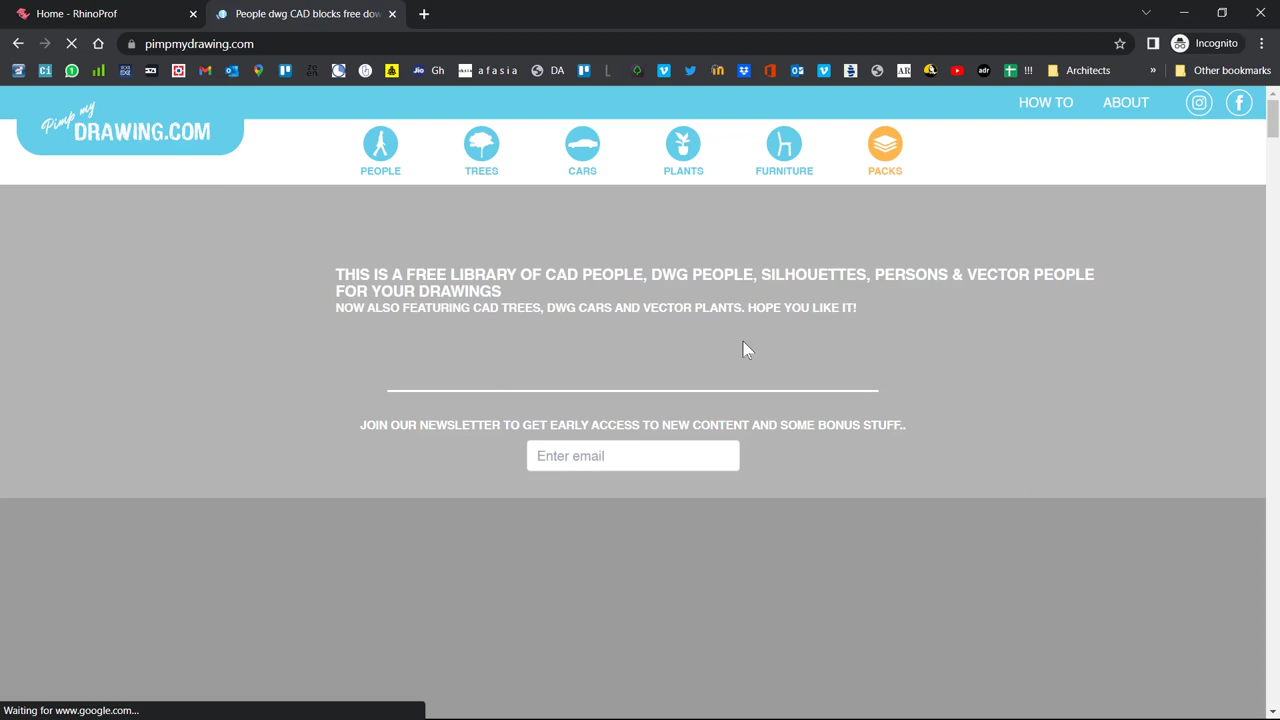 Home - RhinoProf
People dwg CAD blocks free dow
pimpmydrawing.com
Incognito
Gh
afasia
DA
!!!
Architects
Other bookmarks
HOW TO
ABOUT
Pimp my
DRAWING.COM
PEOPLE
TREES
CARS
PLANTS
FURNITURE
PACKS
THIS IS A FREE LIBRARY OF CAD PEOPLE, DWG PEOPLE, SILHOUETTES, PERSONS & VECTOR PEOPLE
FOR YOUR DRAWINGS
NOW ALSO FEATURING CAD TREES, DWG CARS AND VECTOR PLANTS. HOPE YOU LIKE IT!
JOIN OUR NEWSLETTER TO GET EARLY ACCESS TO NEW CONTENT AND SOME BONUS STUFF..
Enter email
Waiting for www.google.com...